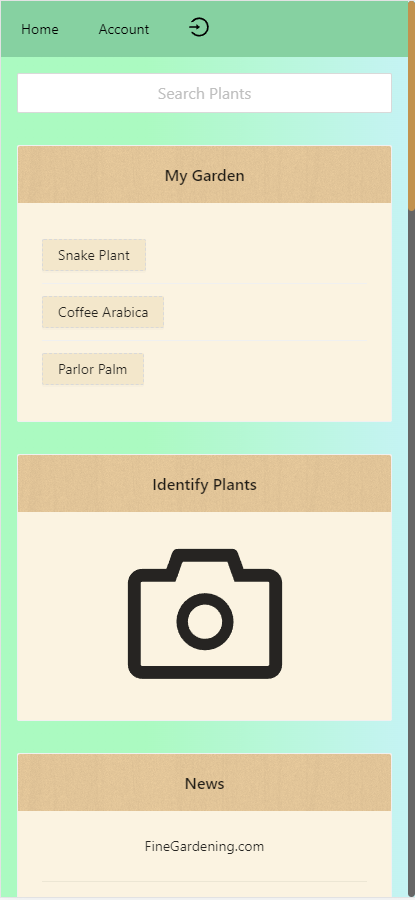 Home Account
Search Plants
My Garden
Snake Plant
Coffee Arabica
Parlor Palm
Identify Plants
News
FineGardening.com